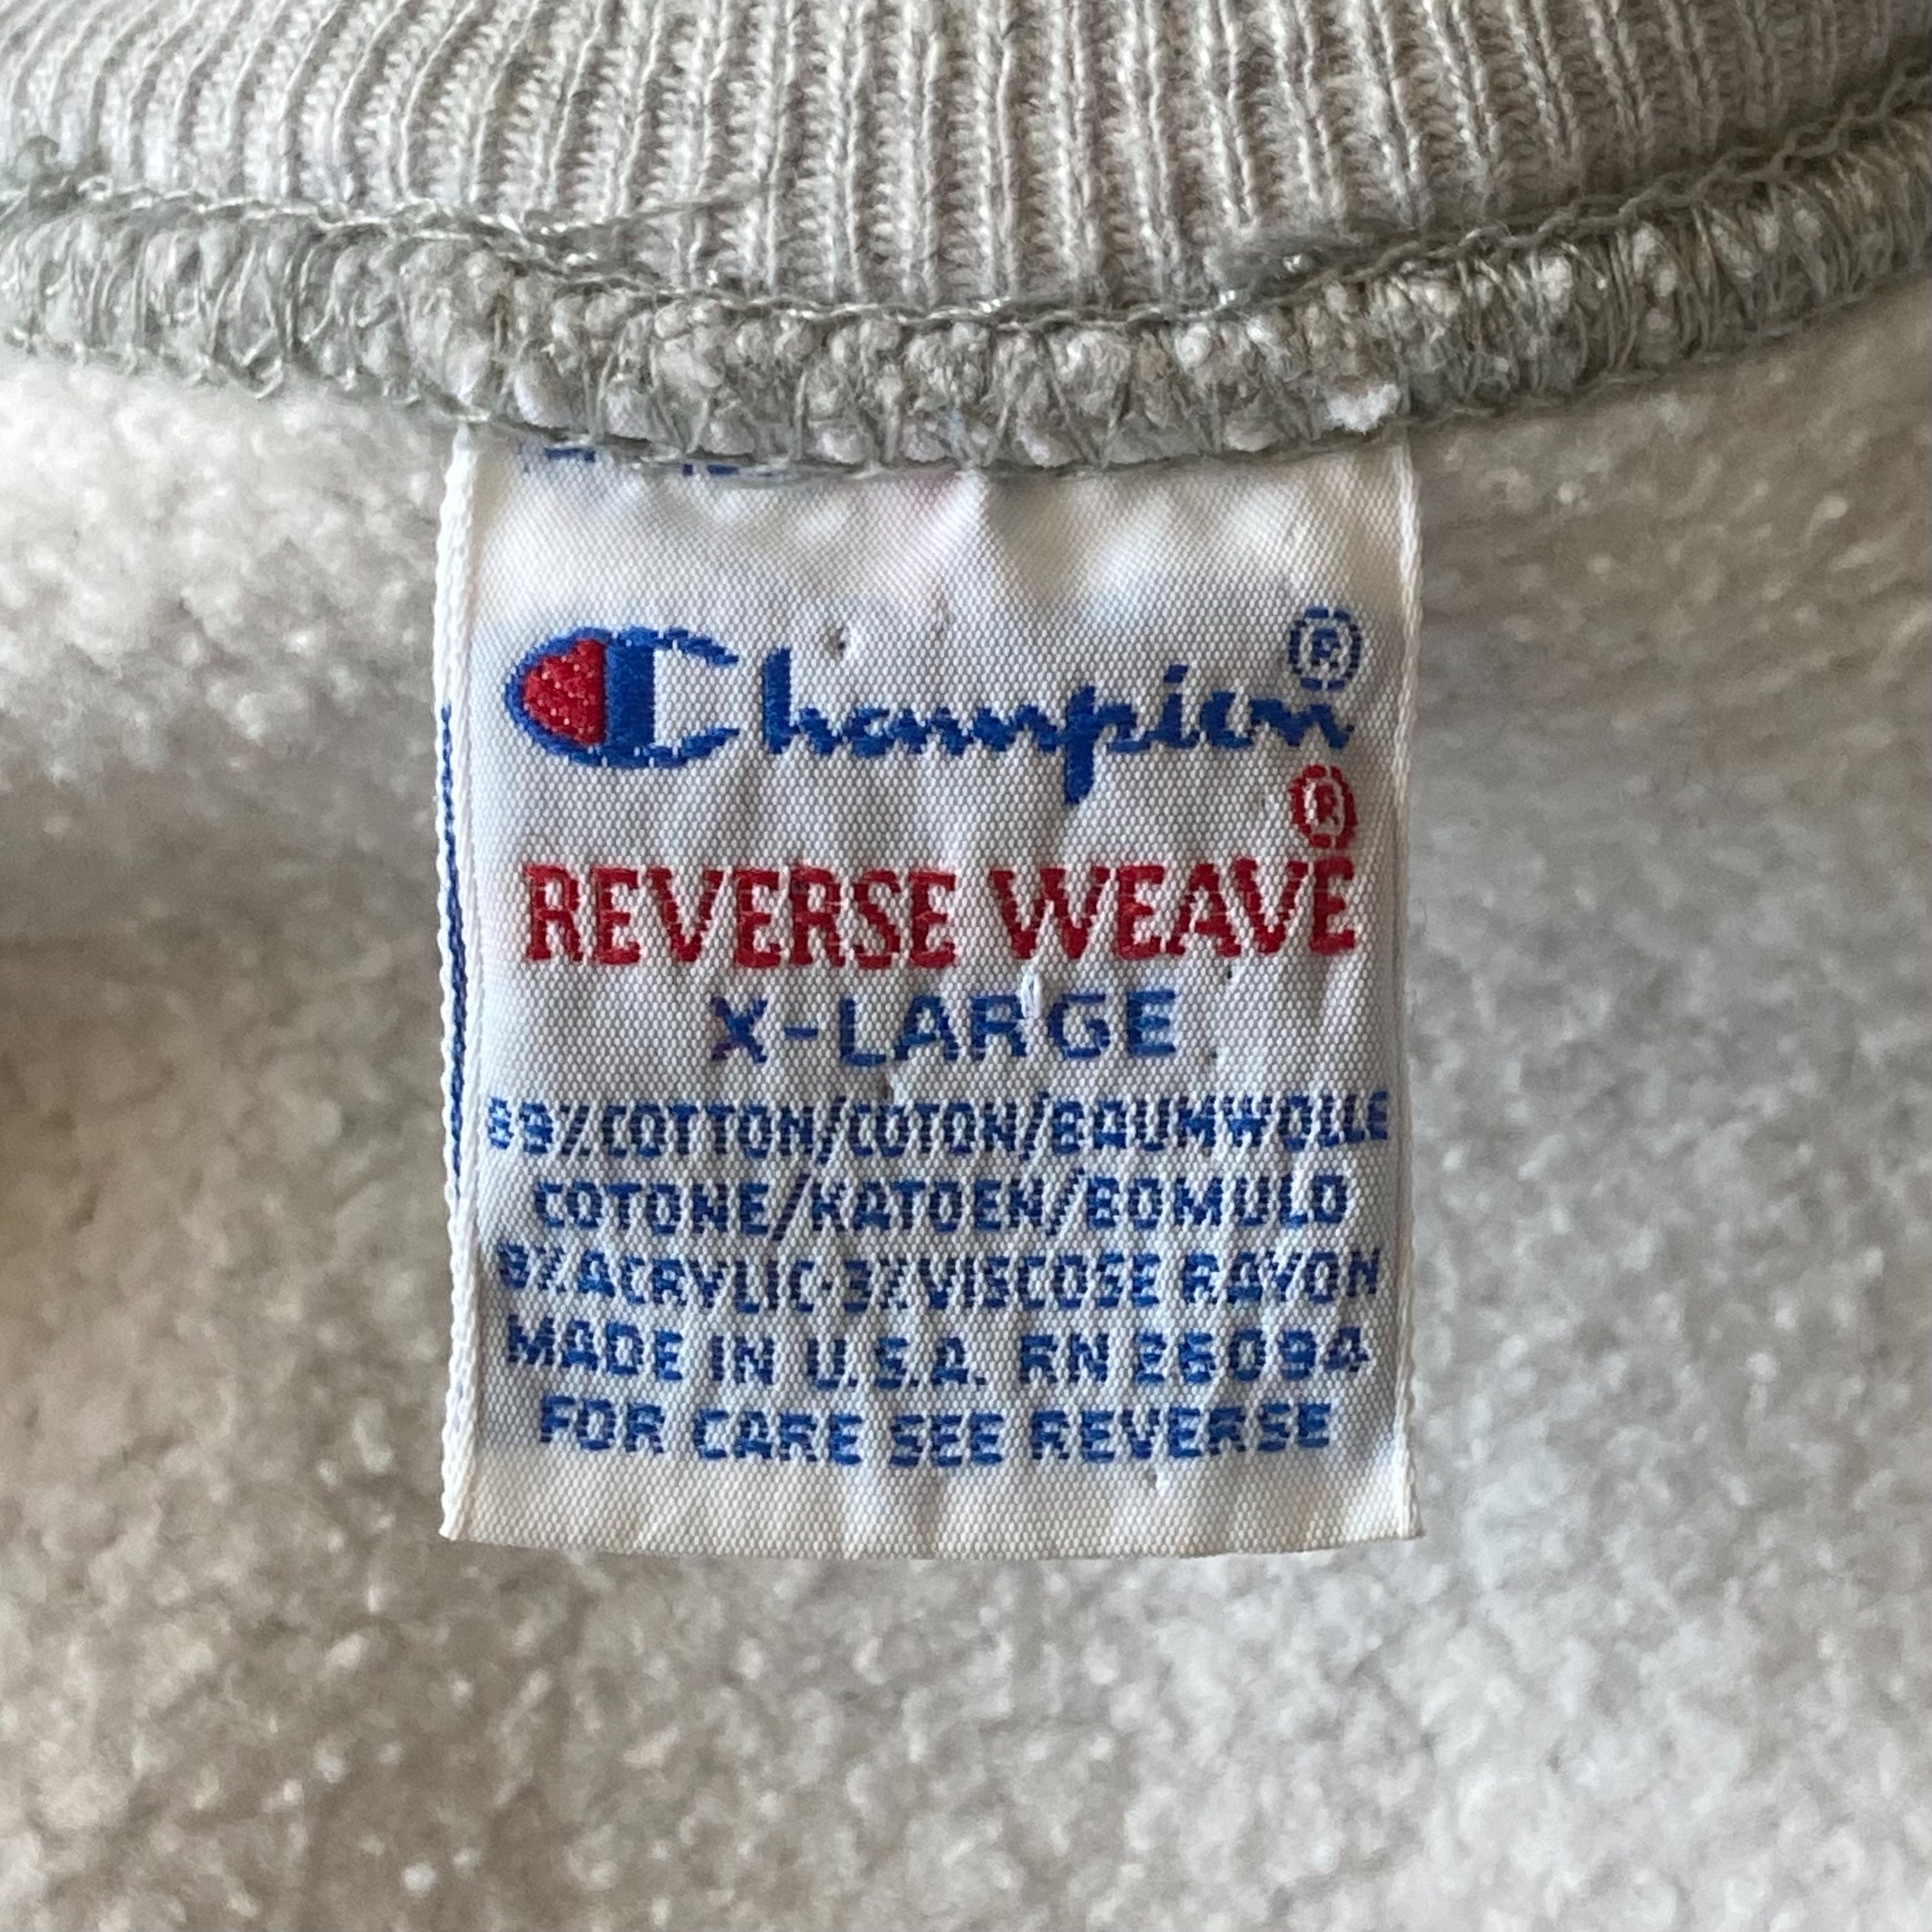 Champion®
REVERSE WEAVE®
X-LARGE
89% COTTON/COTON/BAUMWOLLE
COTONE/KATOEN/BOMULD
8% ACRYLIC·3% VISCOSE RAYON
MADE IN U.S.A. RN 26094
FOR CARE SEE REVERSE